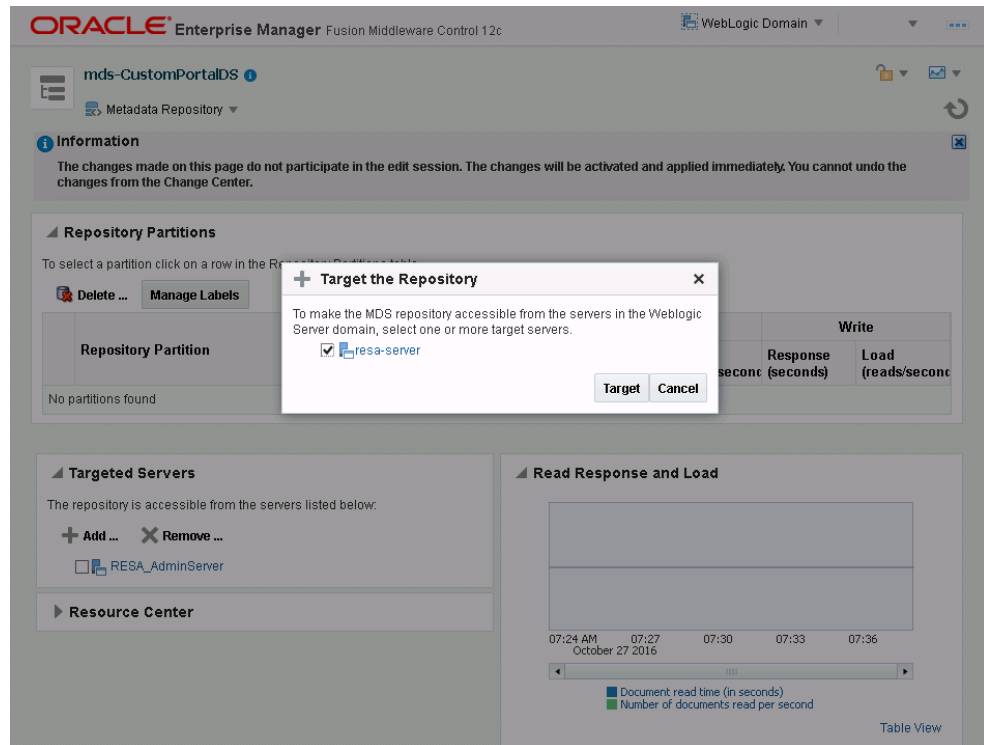 ORACLE Enterprise Manager Fusion Middleware Control 12c
WebLogic Domain
mds-CustomPortalDS
Metadata Repository
Information
The changes made on this page do not participate in the edit session. The changes will be activated and applied immediately. You cannot undo the
changes from the Change Center.
Repository Partitions
To select a partition click on a row in the
Delete ...
Manage Labels
Repository Partition
Write
Response
(seconds)
Load
No partitions found
Target the Repository
To make the MDS repository accessible from the servers in the Weblogic
Server domain, select one or more target servers.
resa-server
Target
Cancel
Targeted Servers
The repository is accessible from the servers listed below:
Add ...
Remove ...
RESA_AdminServer
Resource Center
Read Response and Load
07:24 AM 07:27 07:30 07:33 07:36
October 27 2016
Document read time (in seconds)
Number of documents read per second
Table View